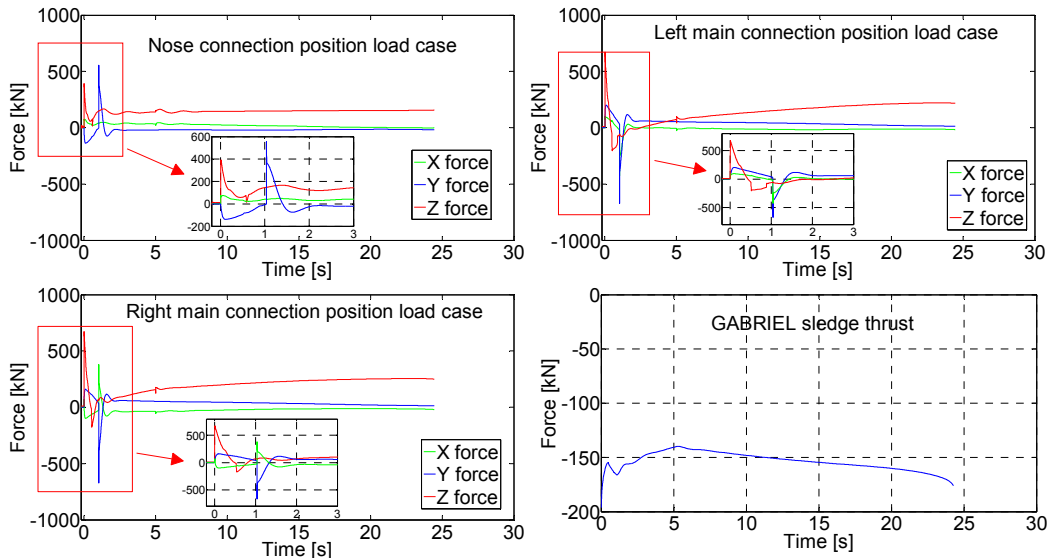 Nose connection position load case
Force [kN]
1000
500
0
-500
-1000
0 5 10 15 20 25 30
Time [s]
600
400
200
0
-200
0 1 2 3
X force
Y force
Z force
Left main connection position load case
Force [kN]
1000
500
0
-500
-1000
0 5 10 15 20 25 30
Time [s]
500
0
-500
0 1 2 3
X force
Y force
Z force
Right main connection position load case
Force [kN]
1000
500
0
-500
-1000
0 5 10 15 20 25 30
Time [s]
500
0
-500
0 1 2 3
X force
Y force
Z force
GABRIEL sledge thrust
Force [kN]
0
-50
-100
-150
-200
0 5 10 15 20 25 30
Time [s]